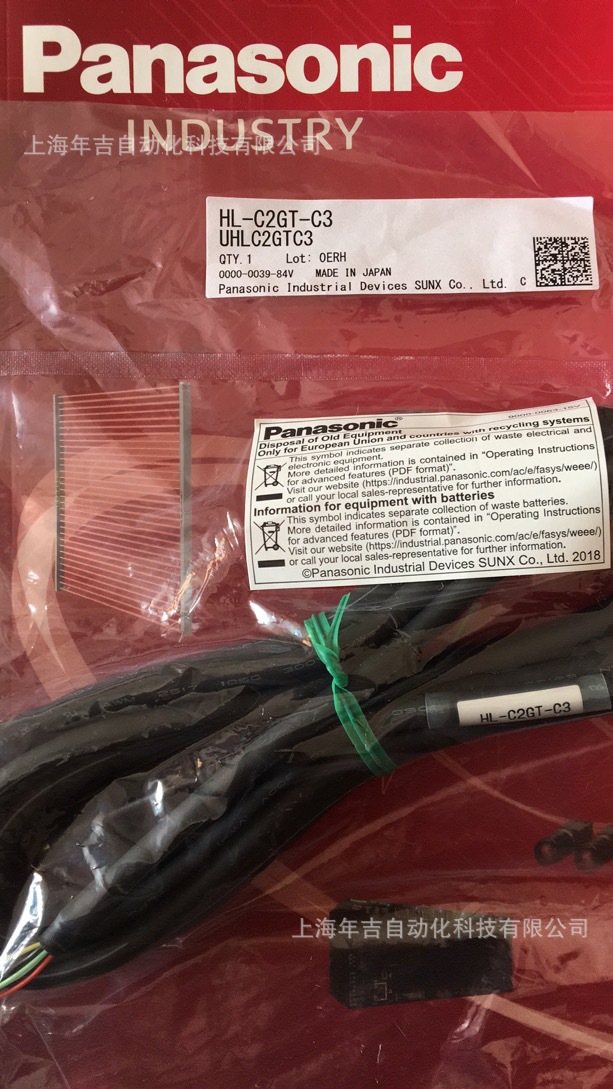 Panasonic
INDUSTRY
上海年吉自动化科技有限公司
HL-C2GT-C3
UHLC2GTC3
QTY.1 Lot: 0ERH
0000-0039-84V MADE IN JAPAN
Panasonic Industrial Devices SUNX Co., Ltd. C
9000-0063-16V
Panasonic®
Disposal of Old Equipment
Only for European Union and countries with recycling systems
This symbol indicates separate collection of waste electrical and
electronic equipment.
More detailed information is contained in "Operating Instructions
for advanced features (PDF format)".
Visit our website (https://industrial.panasonic.com/ac/e/fasys/weee/)
or call your local sales-representative for further information.
Information for equipment with batteries
This symbol indicates separate collection of waste batteries.
More detailed information is contained in "Operating Instructions
for advanced features (PDF format)".
Visit our website (https://industrial.panasonic.com/ac/e/fasys/weee/)
or call your local sales-representative for further information.
©Panasonic Industrial Devices SUNX Co., Ltd. 2018
HL-C2GT-C3
上海年吉自动化科技有限公司